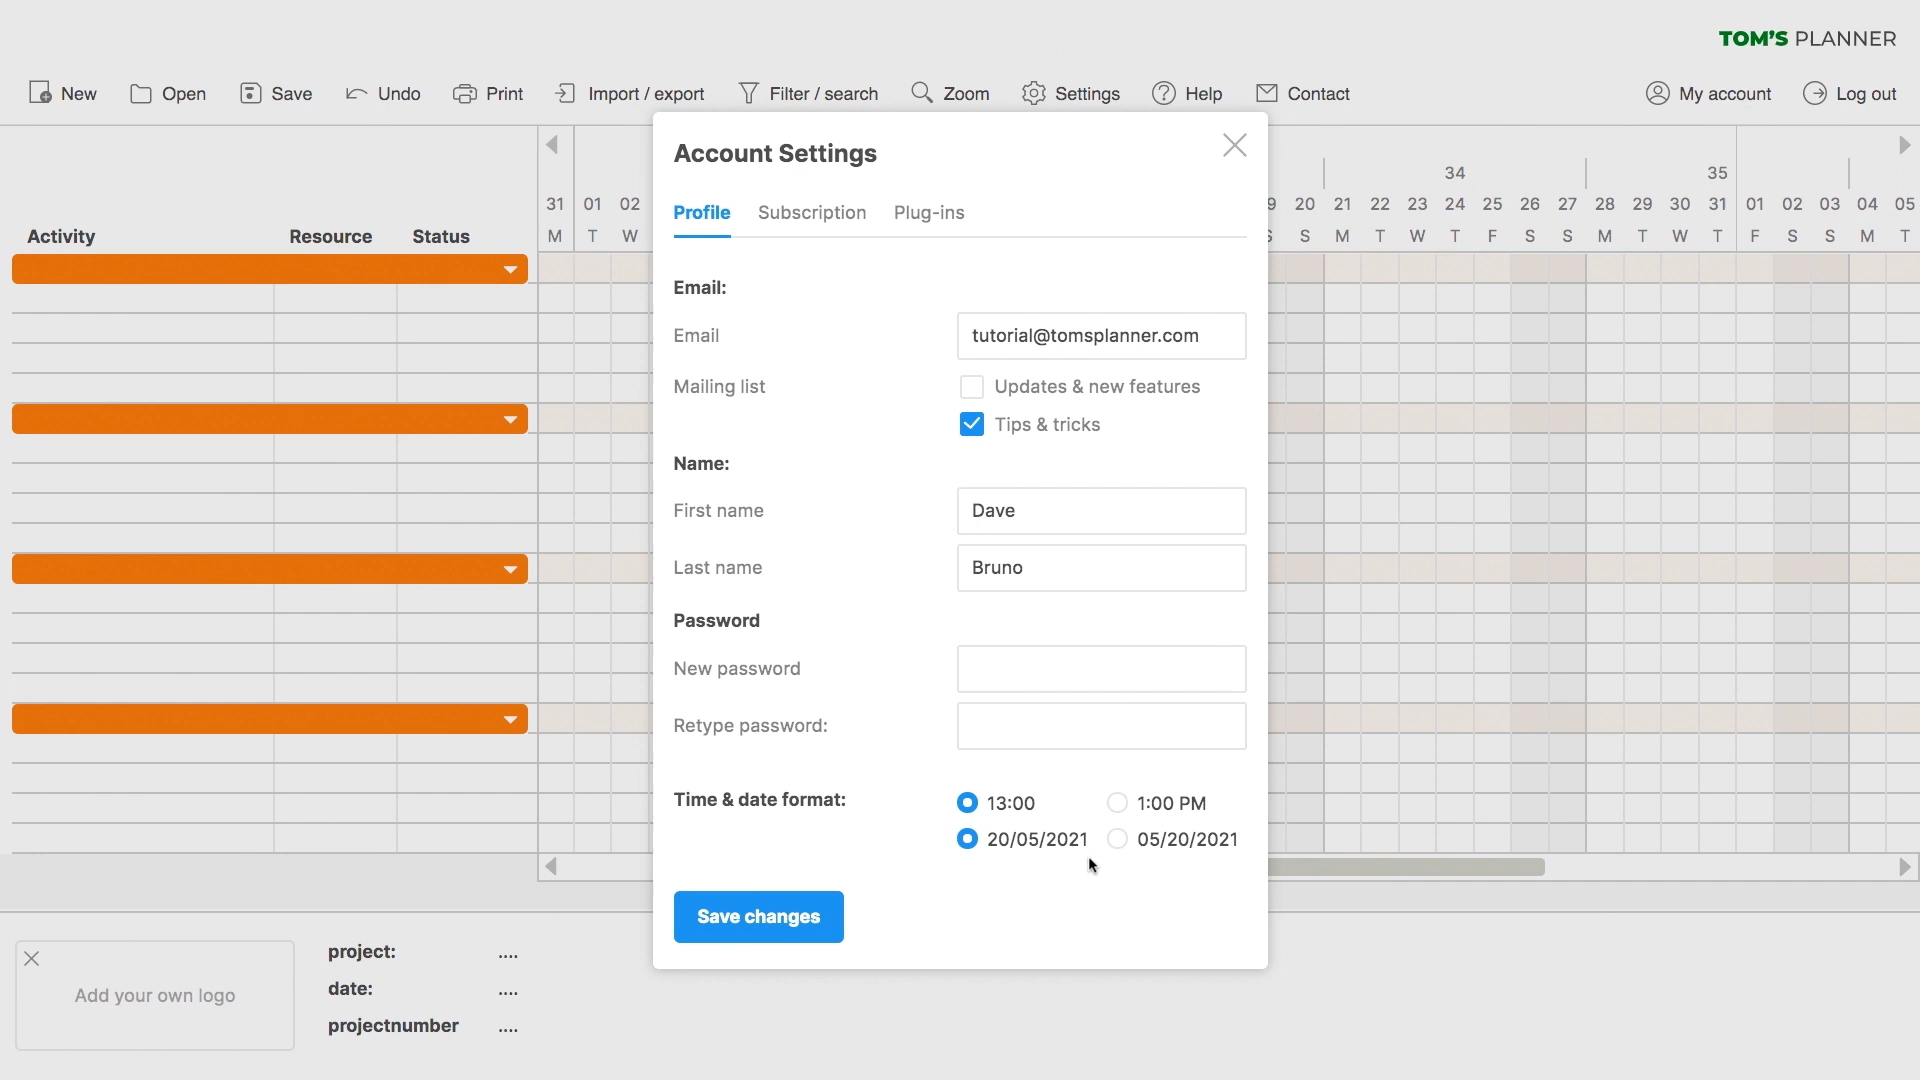 TOM'S PLANNER
New Open Save Undo Print Import / export Filter / search Zoom Settings Help Contact My account Log out
Account Settings
34 35
31 01 02 9 20 21 22 23 24 25 26 27 28 29 30 31 01 02 03 04 05
Profile Subscription Plug-ins
Activity Resource Status M T W S S M T W T F S S M T W T F S S M T
Email:
Email tutorial@tomsplanner.com
Mailing list Updates & new features
Tips & tricks
Name:
First name Dave
Last name Bruno
Password
New password
Retype password:
Time & date format: 13:00 1:00 PM
20/05/2021 05/20/2021
Save changes
project: ....
Add your own logo
date: ....
projectnumber ....